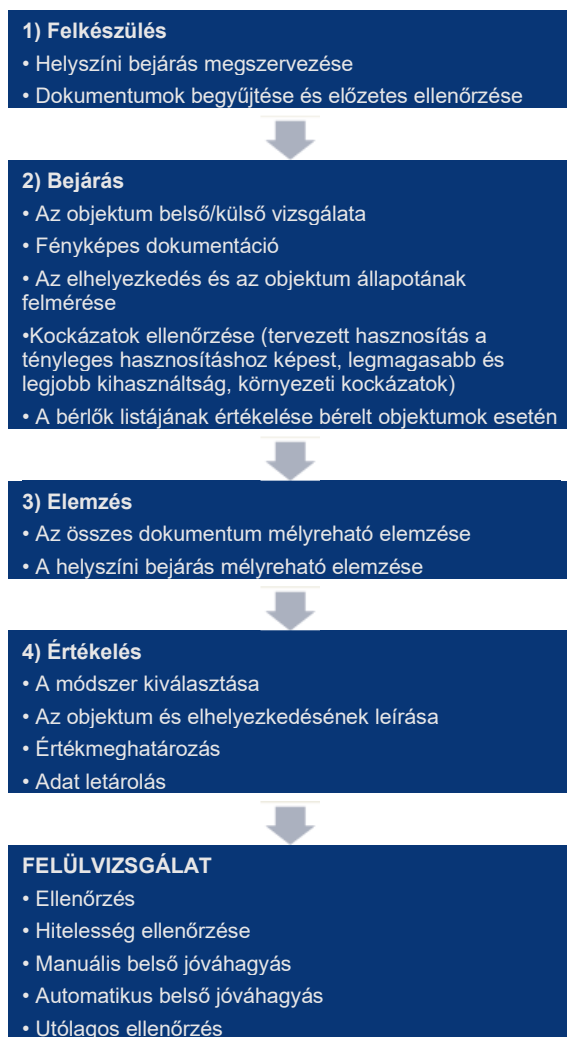 1) Felkészülés
• Helyszíni bejárás megszervezése
• Dokumentumok begyűjtése és előzetes ellenőrzése
2) Bejárás
• Az objektum belső/külső vizsgálata
• Fényképes dokumentáció
• Az elhelyezkedés és az objektum állapotának
felmérése
•Kockázatok ellenőrzése (tervezett hasznosítás a
tényleges hasznosításhoz képest, legmagasabb és
legjobb kihasználtság, környezeti kockázatok)
• A bérlők listájának értékelése bérelt objektumok esetén
3) Elemzés
• Az összes dokumentum mélyreható elemzése
• A helyszíni bejárás mélyreható elemzése
4) Értékelés
• A módszer kiválasztása
• Az objektum és elhelyezkedésének leírása
• Értékmeghatározás
• Adat letárolás
FELÜLVIZSGÁLAT
• Ellenőrzés
• Hitelesség ellenőrzése
• Manuális belső jóváhagyás
• Automatikus belső jóváhagyás
• Utólagos ellenőrzés